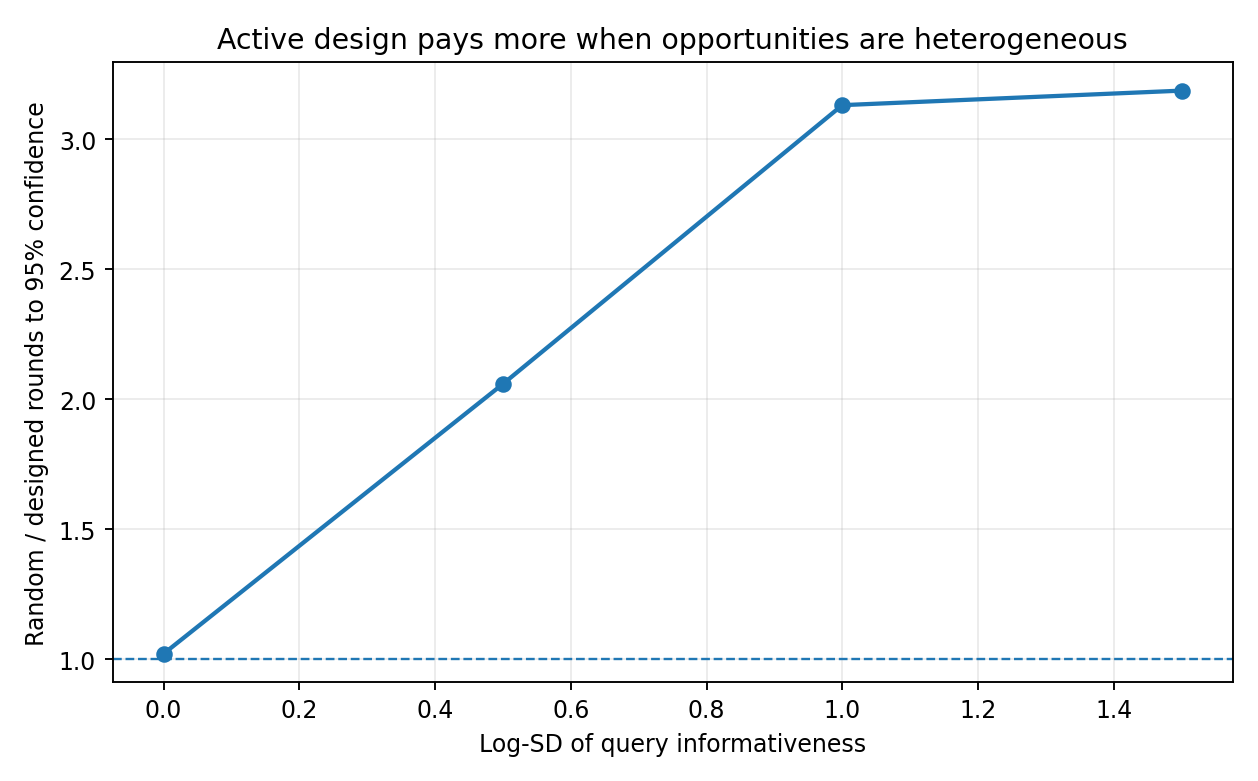 Active design pays more when opportunities are heterogeneous
Random / designed rounds to 95% confidence
3.0
2.5
2.0
1.5
1.0
0.0 0.2 0.4 0.6 0.8 1.0 1.2 1.4
Log-SD of query informativeness